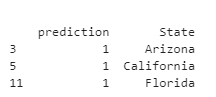 prediction State
3 1 Arizona
5 1 California
11 1 Florida